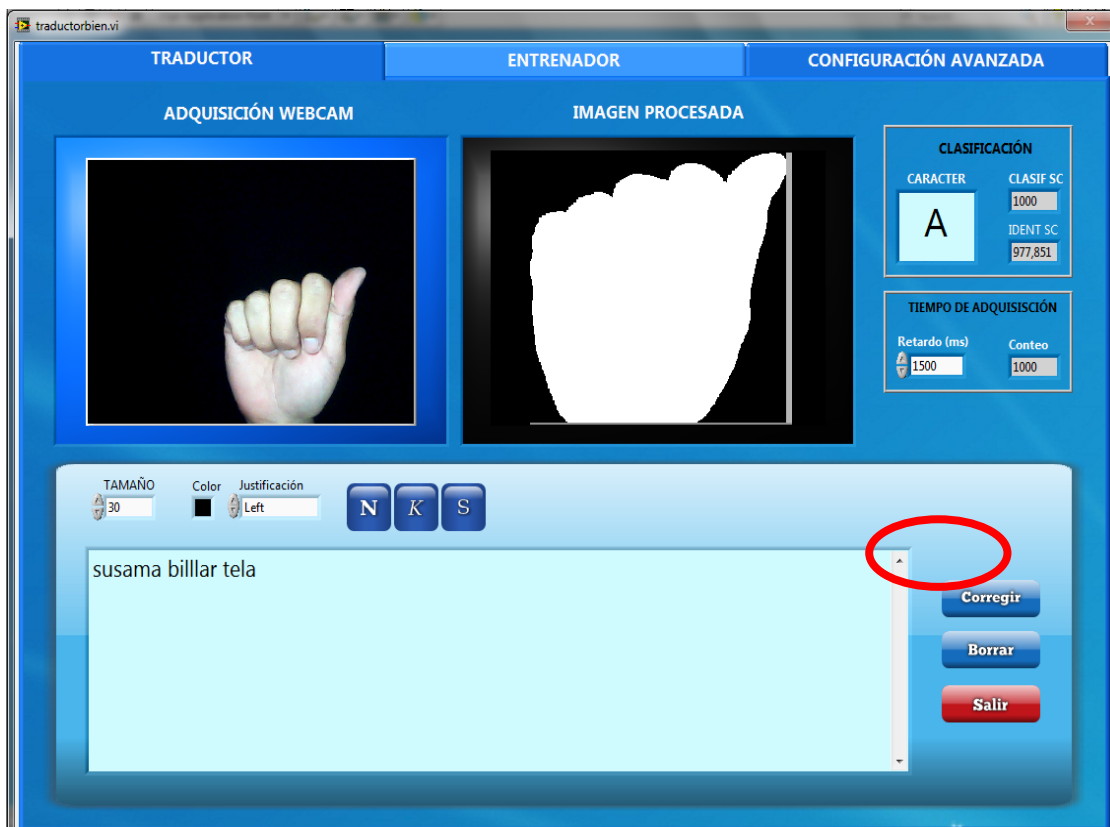 traductorbien.vi
TRADUCTOR ENTRENADOR CONFIGURACIÓN AVANZADA
ADQUISICIÓN WEBCAM IMAGEN PROCESADA
CLASIFICACIÓN
CARACTER CLASIF SC
1000
A
IDENT SC
977,851
TIEMPO DE ADQUISISCIÓN
Retardo (ms) Conteo
1500 1000
TAMAÑO Color Justificación
30 Left
N K S
susama billlar tela
Corregir
Borrar
Salir